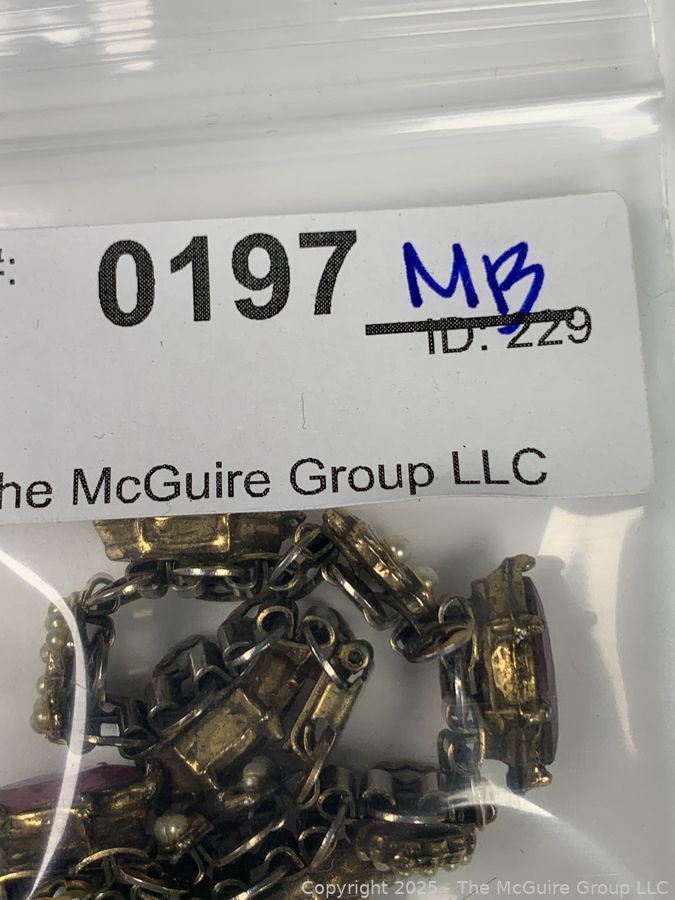 0197 MB
ID: 229
he McGuire Group LLC
Copyright 2025 - The McGuire Group LLC